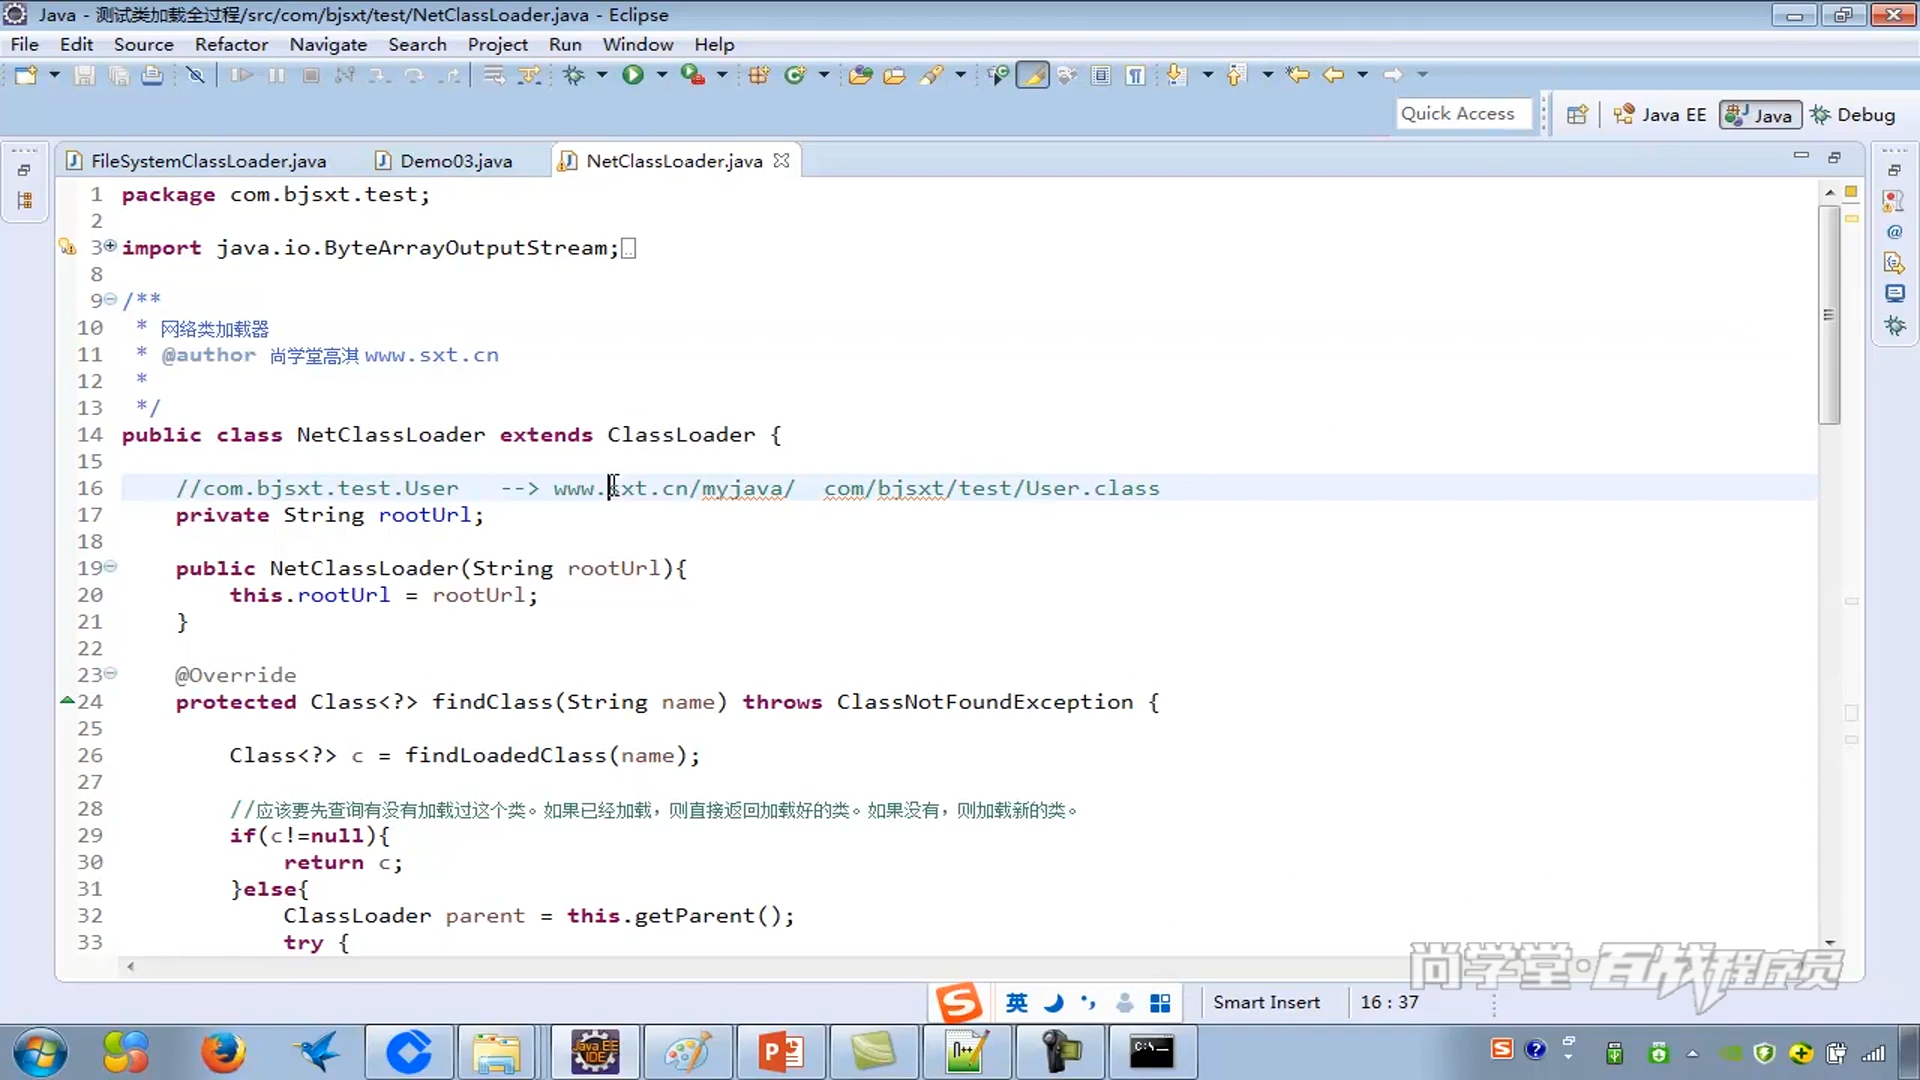 Java - 测试类加载全过程/src/com/bjsxt/test/NetClassLoader.java - Eclipse
File Edit Source Refactor Navigate Search Project Run Window Help
Quick Access Java EE Java Debug
FileSystemClassLoader.java Demo03.java NetClassLoader.java
1 package com.bjsxt.test;
2
3 import java.io.ByteArrayOutputStream;
8
9 /**
10 * 网络类加载器
11 * @author 尚学堂高淇 www.sxt.cn
12 *
13 */
14 public class NetClassLoader extends ClassLoader {
15
16 //com.bjsxt.test.User --> www.sxt.cn/myjava/ com/bjsxt/test/User.class
17 private String rootUrl;
18
19 public NetClassLoader(String rootUrl){
20 this.rootUrl = rootUrl;
21 }
22
23 @Override
24 protected Class<?> findClass(String name) throws ClassNotFoundException {
25
26 Class<?> c = findLoadedClass(name);
27
28 //应该要先查询有没有加载过这个类。如果已经加载，则直接返回加载好的类。如果没有，则加载新的类。
29 if(c!=null){
30 return c;
31 }else{
32 ClassLoader parent = this.getParent();
33 try {
尚学堂·百战程序员
英 Smart Insert 16 : 37
Java EE IDE